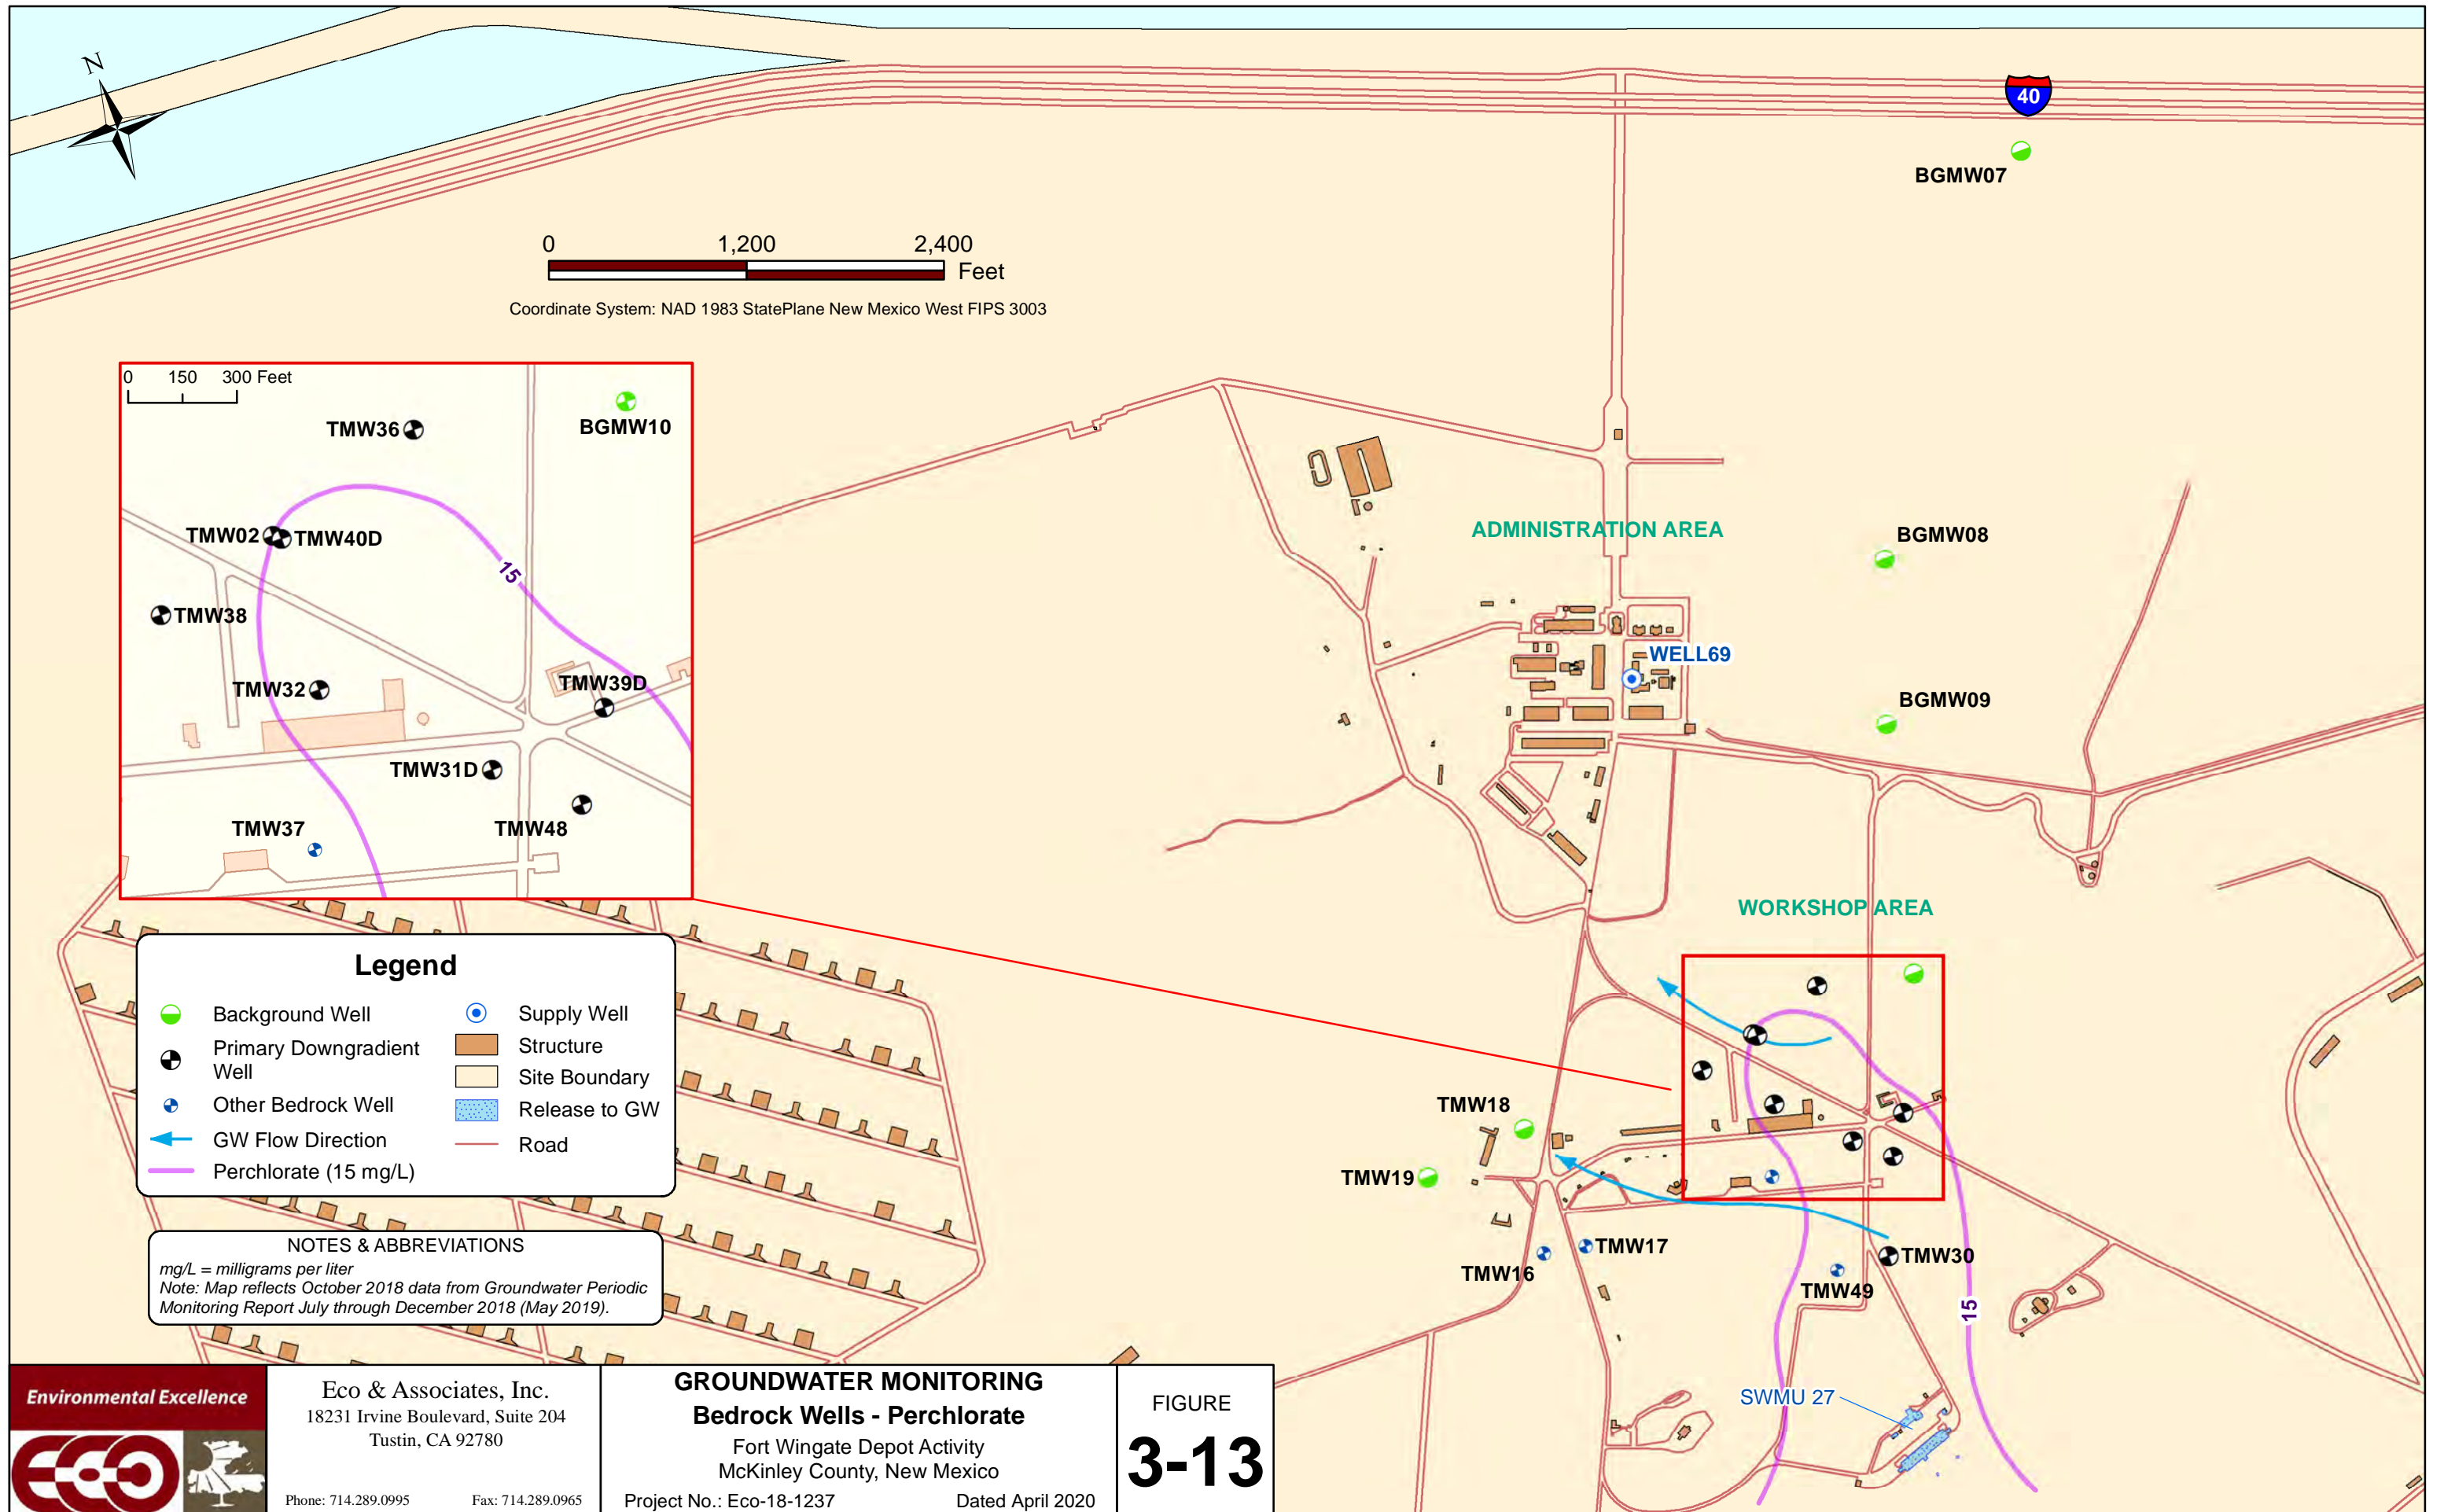 N
40
BGMW07
0 1,200 2,400
Feet
Coordinate System: NAD 1983 StatePlane New Mexico West FIPS 3003
0 150 300 Feet
TMW36
BGMW10
TMW02
TMW40D
15
TMW38
TMW32
TMW39D
TMW31D
TMW37
TMW48
ADMINISTRATION AREA
BGMW08
WELL69
BGMW09
WORKSHOP AREA
TMW18
TMW19
TMW17
TMW16
TMW30
TMW49
15
SWMU 27
Legend
Background Well
Primary Downgradient
Well
Other Bedrock Well
GW Flow Direction
Perchlorate (15 mg/L)
Supply Well
Structure
Site Boundary
Release to GW
Road
NOTES & ABBREVIATIONS
mg/L = milligrams per liter
Note: Map reflects October 2018 data from Groundwater Periodic
Monitoring Report July through December 2018 (May 2019).
Environmental Excellence
eco
Eco & Associates, Inc.
18231 Irvine Boulevard, Suite 204
Tustin, CA 92780
Phone: 714.289.0995 Fax: 714.289.0965
GROUNDWATER MONITORING
Bedrock Wells - Perchlorate
Fort Wingate Depot Activity
McKinley County, New Mexico
Project No.: Eco-18-1237 Dated April 2020
FIGURE
3-13